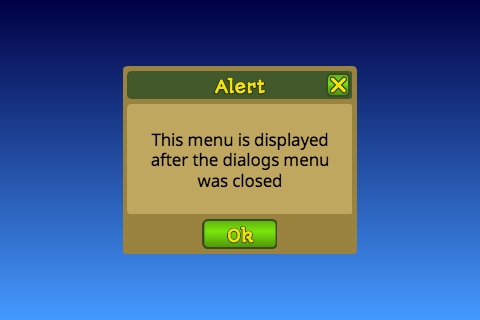 Alert
This menu is displayed
after the dialogs menu
was closed
Ok